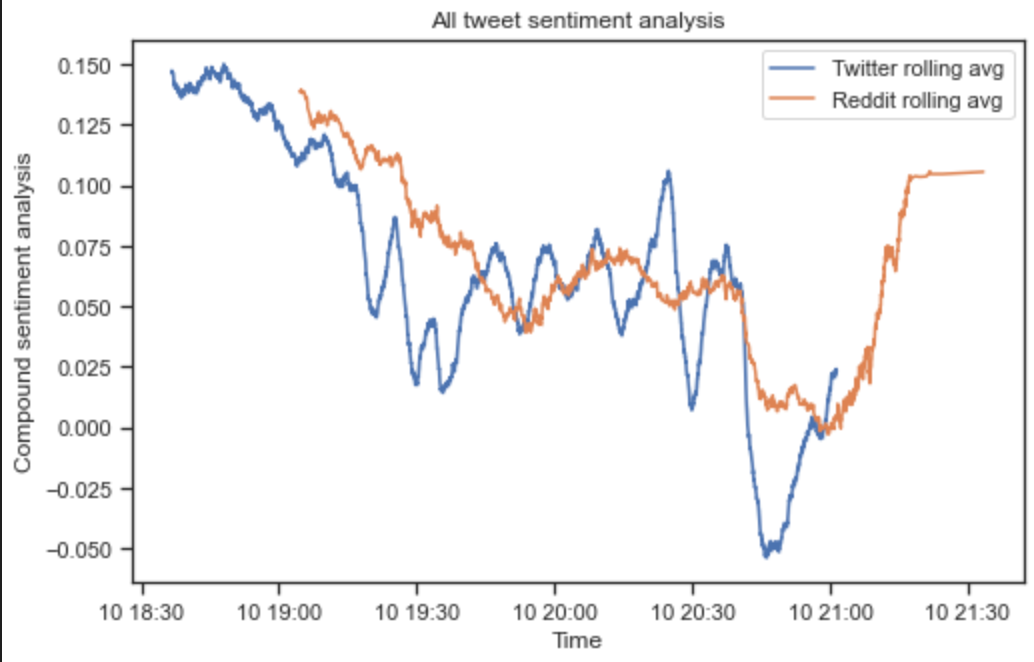 All tweet sentiment analysis
Twitter rolling avg
Reddit rolling avg
Compound sentiment analysis
0.150
0.125
0.100
0.075
0.050
0.025
0.000
−0.025
−0.050
10 18:30 10 19:00 10 19:30 10 20:00 10 20:30 10 21:00 10 21:30
Time